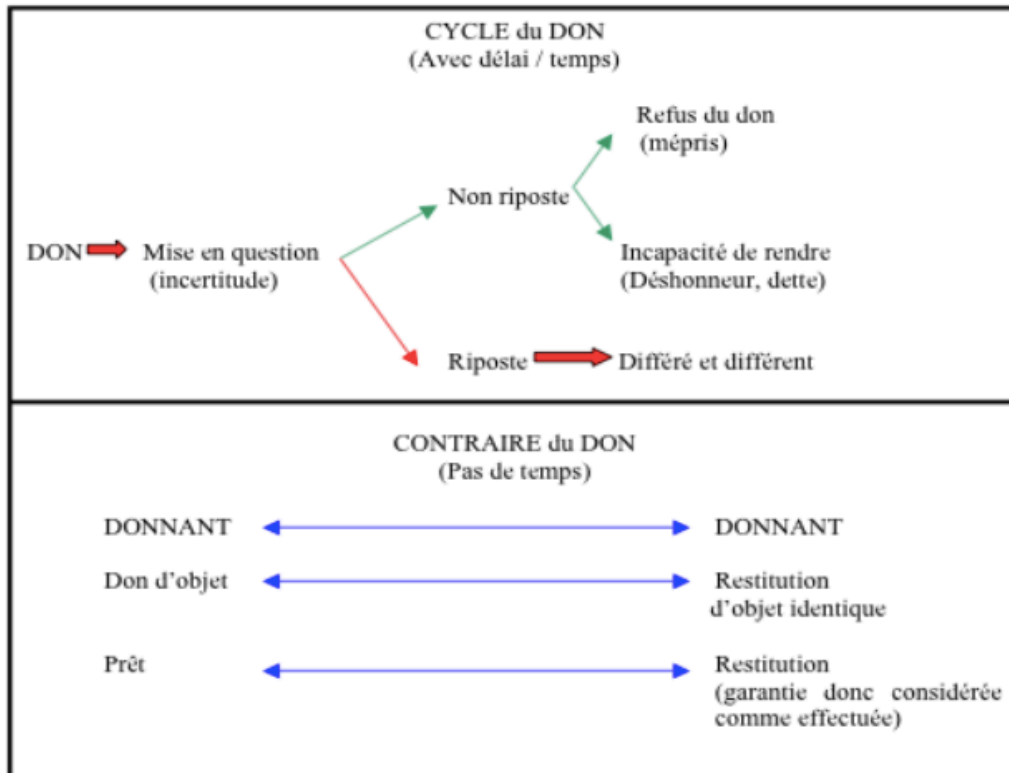 CYCLE du DON
(Avec délai / temps)
Refus du don
(mépris)
Non riposte
DON
Mise en question
(incertitude)
Incapacité de rendre
(Déshonneur, dette)
Riposte
Différé et différent
CONTRAIRE du DON
(Pas de temps)
DONNANT
DONNANT
Don d’objet
Restitution
d’objet identique
Prêt
Restitution
(garantie donc considérée
comme effectuée)